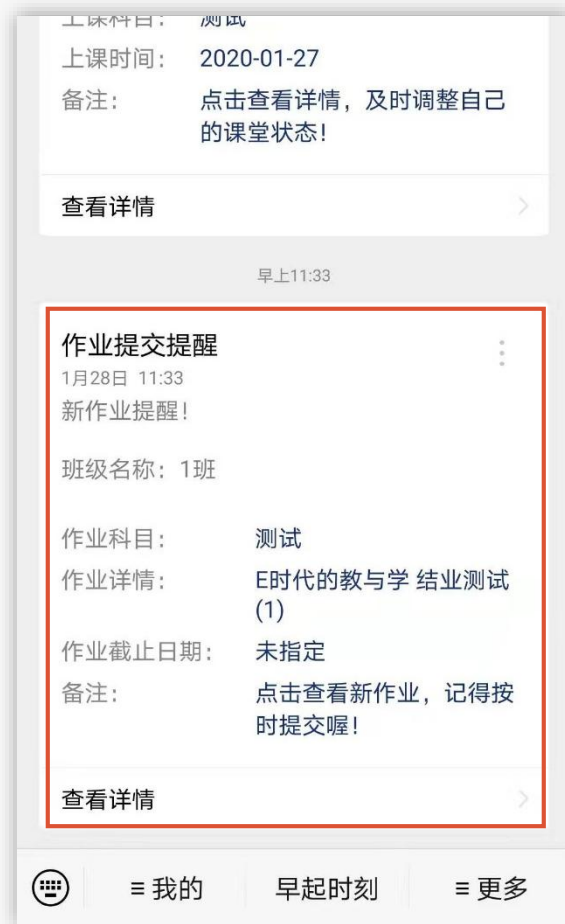 上课科目: 测试
上课时间: 2020-01-27
备注: 点击查看详情，及时调整自己
的课堂状态!
查看详情
早上11:33
作业提交提醒
1月28日 11:33
新作业提醒!
班级名称: 1班
作业科目: 测试
作业详情: E时代的教与学 结业测试
(1)
作业截止日期: 未指定
备注: 点击查看新作业，记得按
时提交喔!
查看详情
≡ 我的 早起时刻 ≡ 更多